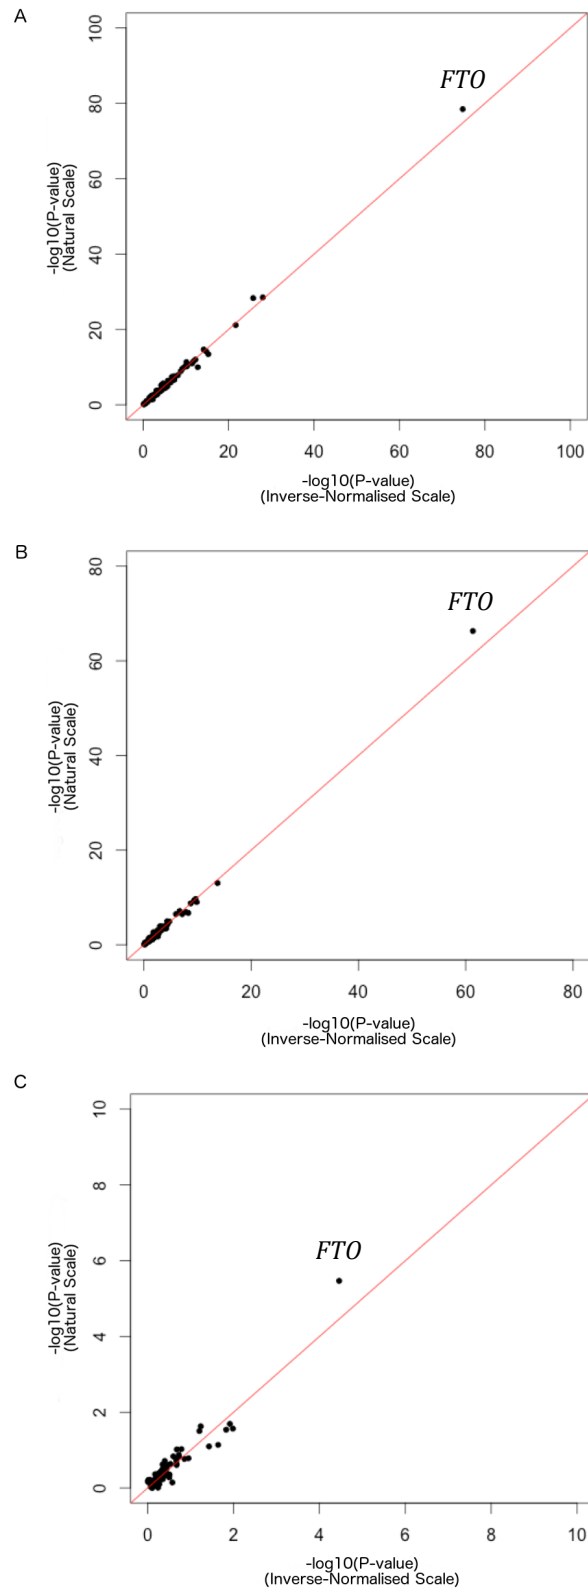 A
100
80
60
40
20
0
-log10(P-value)
(Natural Scale)
FTO
0 20 40 60 80 100
-log10(P-value)
(Inverse-Normalised Scale)
B
80
60
40
20
0
-log10(P-value)
(Natural Scale)
FTO
0 20 40 60 80
-log10(P-value)
(Inverse-Normalised Scale)
C
10
8
6
4
2
0
-log10(P-value)
(Natural Scale)
FTO
0 2 4 6 8 10
-log10(P-value)
(Inverse-Normalised Scale)